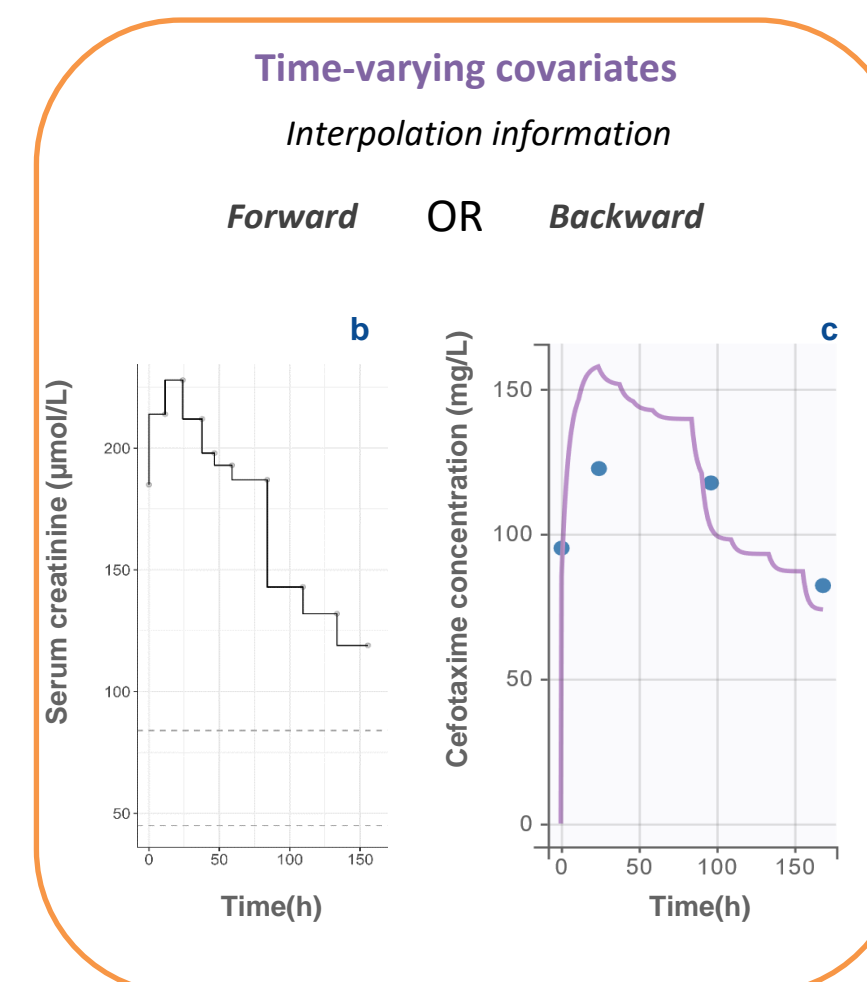 Time-varying covariates
Interpolation information
Forward OR Backward
b
Serum creatinine (µmol/L)
200
150
100
50
0 50 100 150
Time(h)
c
Cefotaxime concentration (mg/L)
150
100
50
0
0 50 100 150
Time(h)